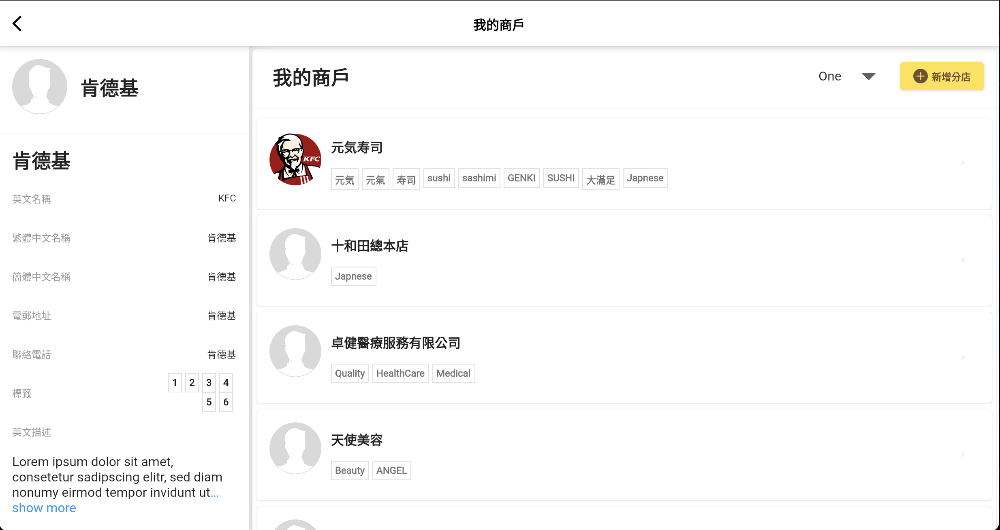 我的商戶
肯德基
肯德基
英文名稱 KFC
繁體中文名稱 肯德基
簡體中文名稱 肯德基
電郵地址 肯德基
聯絡電話 肯德基
標籤
1 2 3 4
5 6
英文描述
Lorem ipsum dolor sit amet,
consetetur sadipscing elitr, sed diam
nonumy eirmod tempor invidunt ut...
show more
我的商戶
One
新增分店
KFC
元気寿司
元気 元氣 寿司 sushi sashimi GENKI SUSHI 大滿足 Japnese
十和田總本店
Japnese
卓健醫療服務有限公司
Quality HealthCare Medical
天使美容
Beauty ANGEL